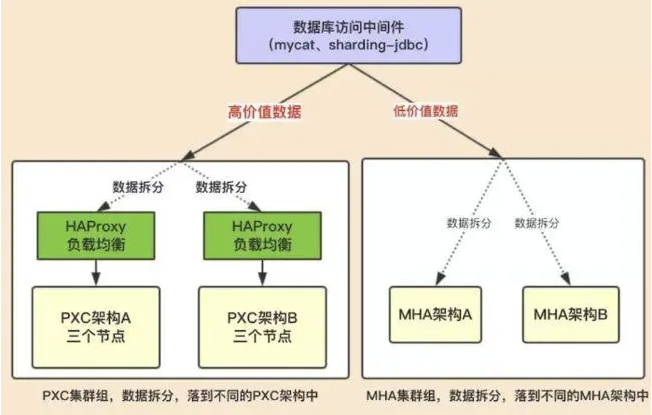 数据库访问中间件
（mycat、sharding-jdbc）
高价值数据
低价值数据
数据拆分
数据拆分
HAProxy
负载均衡
HAProxy
负载均衡
数据拆分
数据拆分
PXC架构A
三个节点
PXC架构B
三个节点
MHA架构A
MHA架构B
PXC集群组，数据拆分，落到不同的PXC架构中
MHA集群组，数据拆分，落到不同的MHA架构中